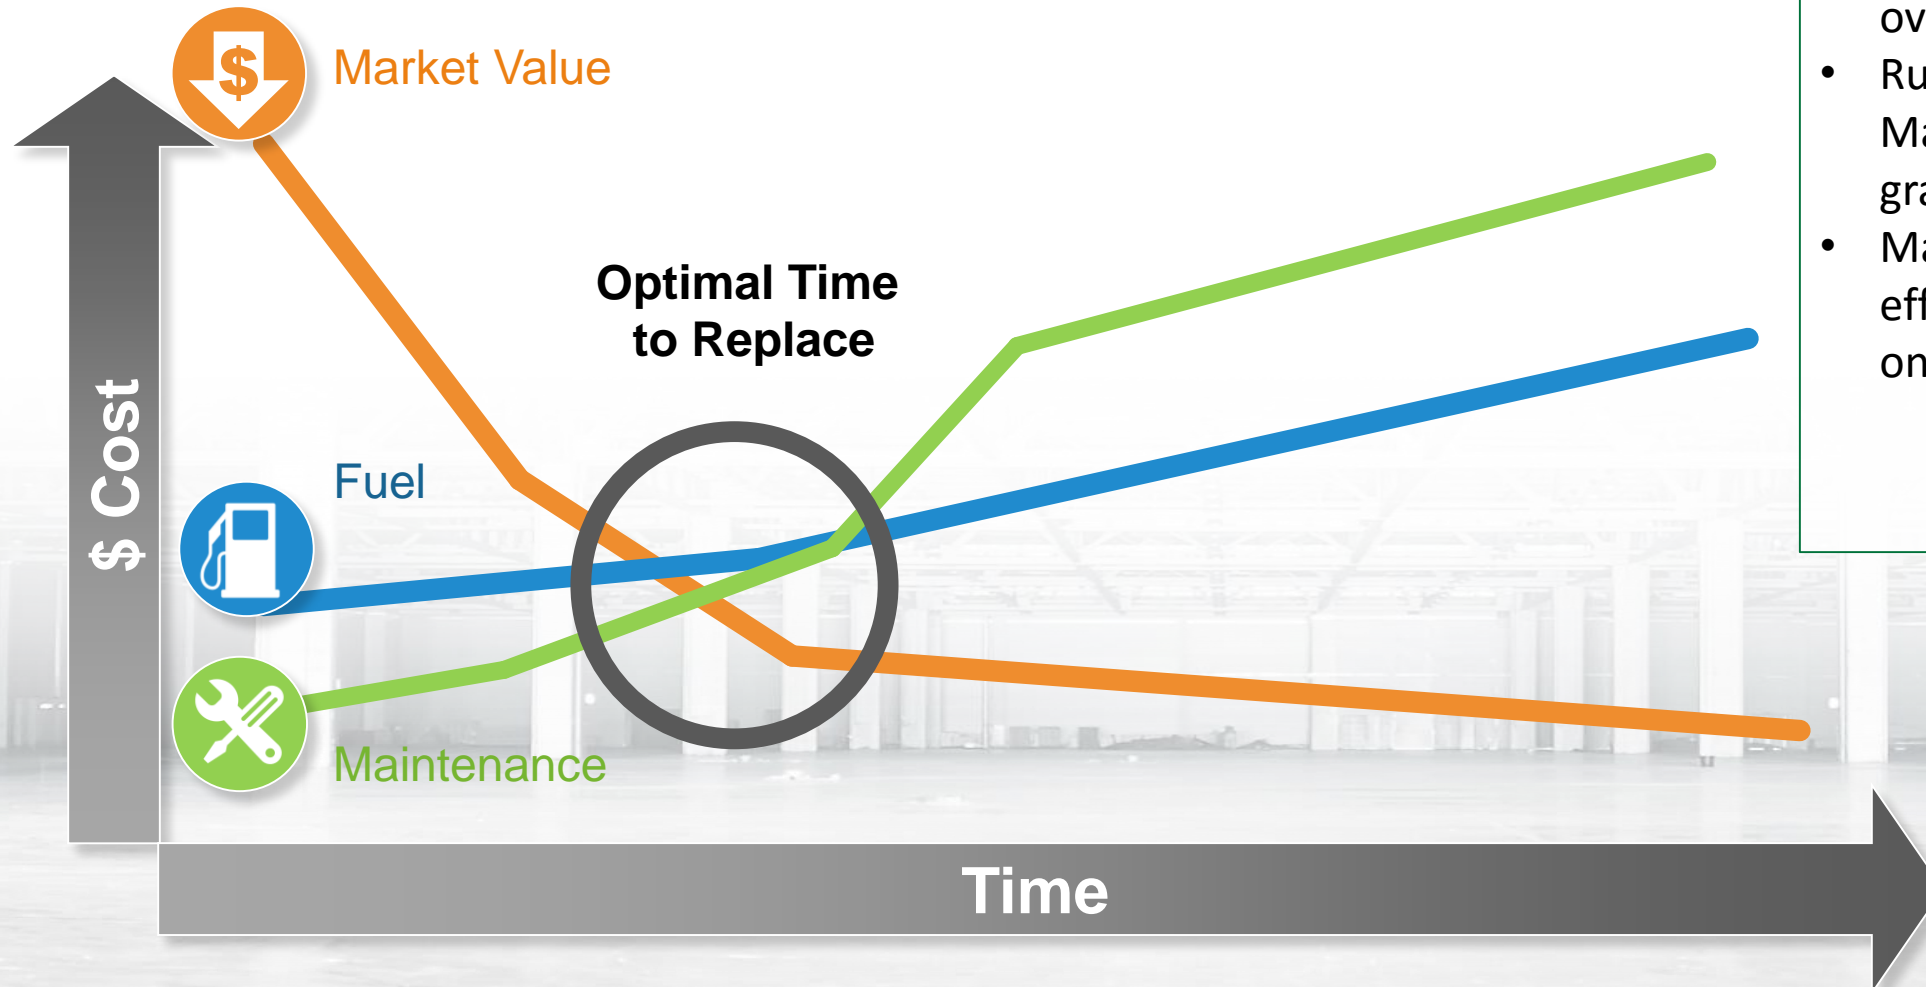 $
Market Value
Optimal Time
to Replace
$ Cost
Fuel
Maintenance
Time
•
•